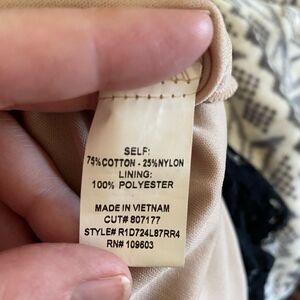 SELF:
75%COTTON - 25%NYLON
LINING:
100% POLYESTER
MADE IN VIETNAM
CUT# 807177
STYLE# R1D724L87RR4
RN# 109603